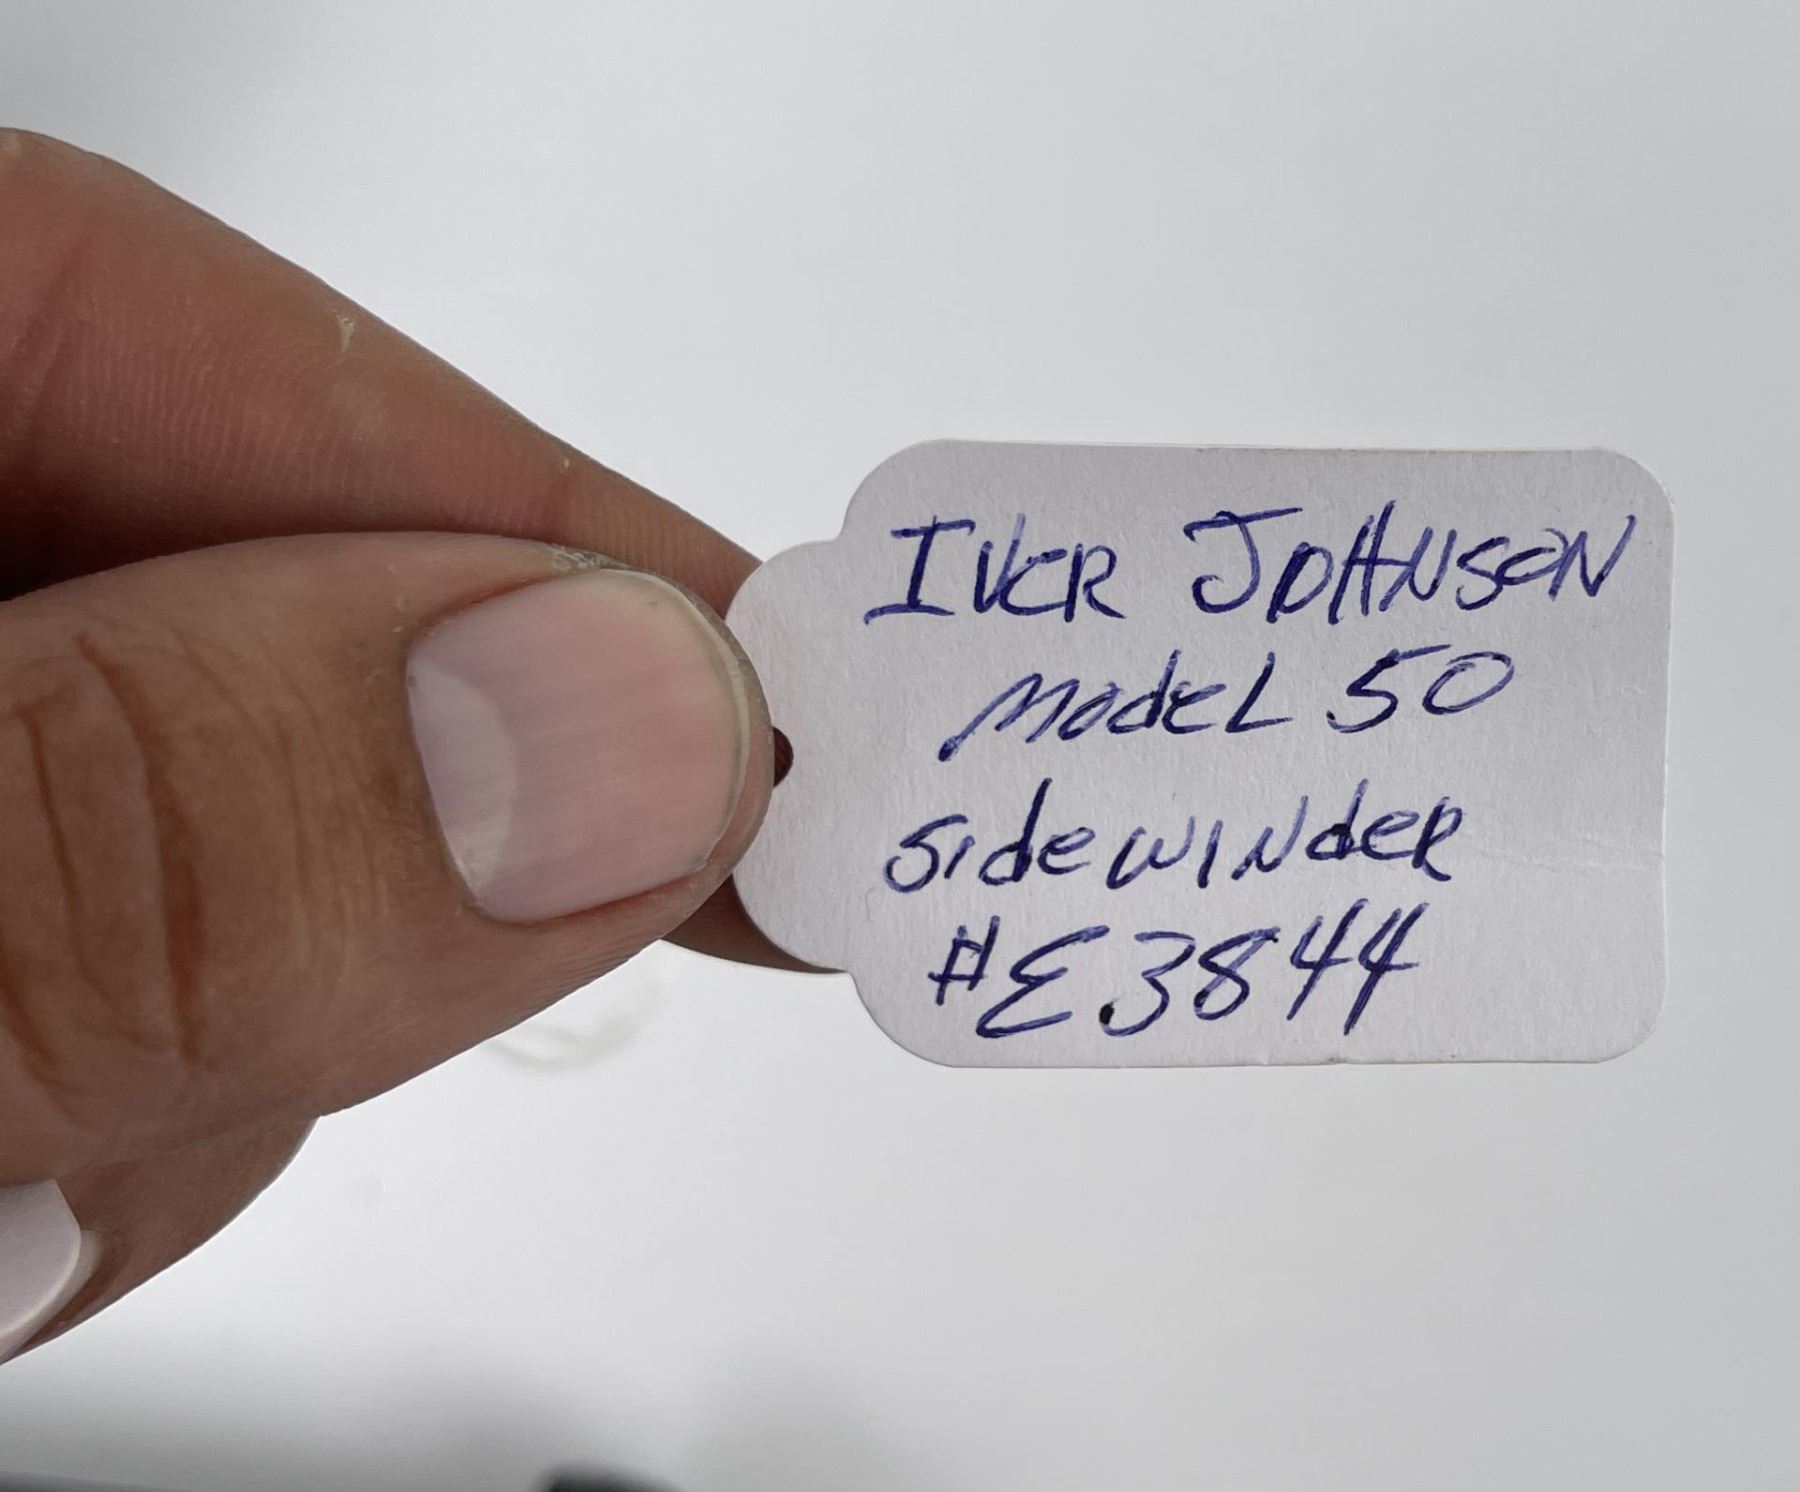 IVER JOHNSON
Model 50
SidewiNder
#E3844